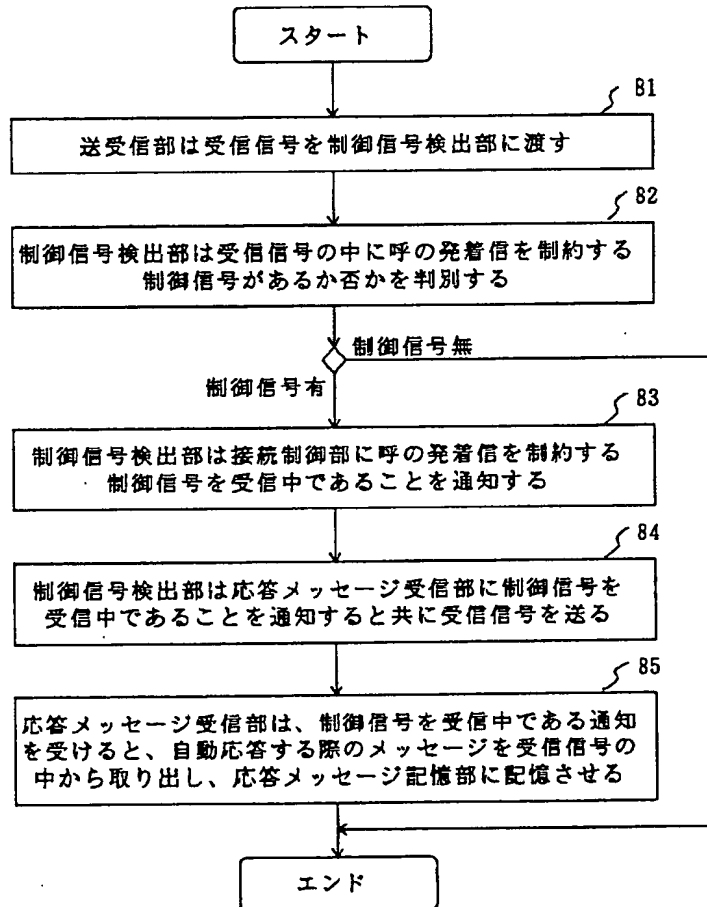 スタート
81
送受信部は受信信号を制御信号検出部に渡す
82
制御信号検出部は受信信号の中に呼の発着信を制約する
制御信号があるか否かを判別する
制御信号無
制御信号有
83
制御信号検出部は接続制御部に呼の発着信を制約する
制御信号を受信中であることを通知する
84
制御信号検出部は応答メッセージ受信部に制御信号を
受信中であることを通知すると共に受信信号を送る
85
応答メッセージ受信部は、制御信号を受信中である通知
を受けると、自動応答する際のメッセージを受信信号の
中から取り出し、応答メッセージ記憶部に記憶させる
エンド